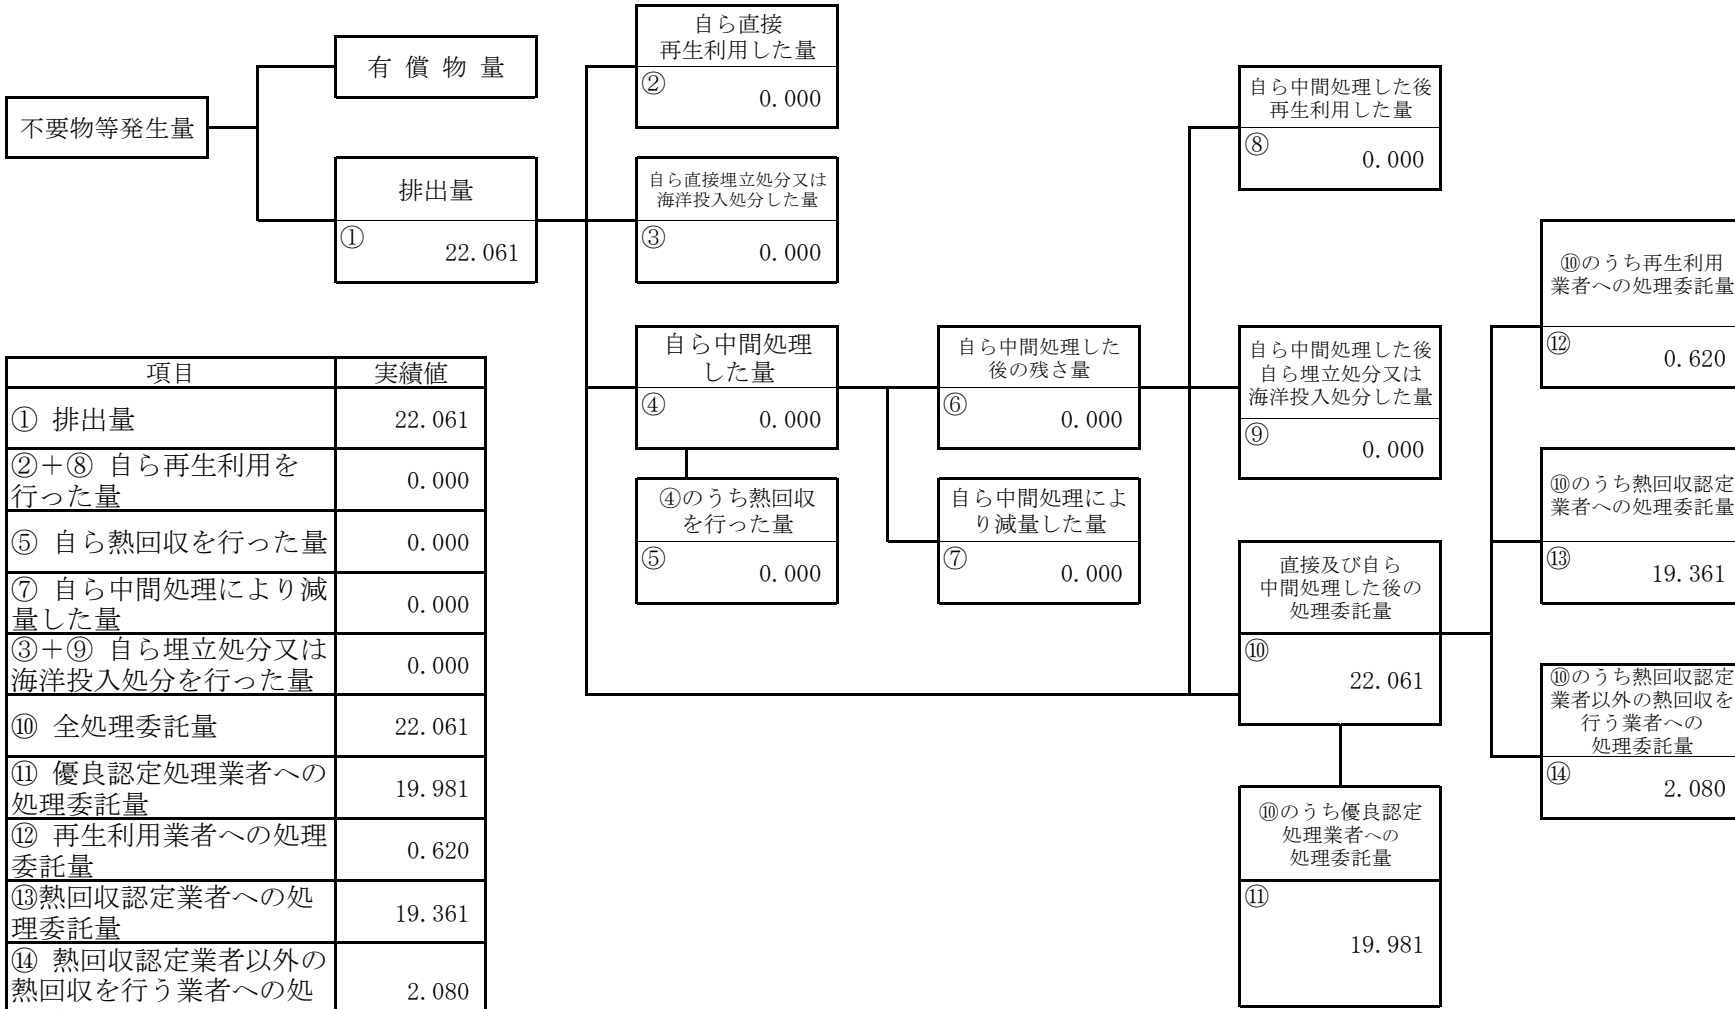 不要物等発生量
有 償 物 量
排出量
①
22.061
自ら直接
再生利用した量
②
0.000
自ら直接埋立処分又は
海洋投入処分した量
③
0.000
自ら中間処理
した量
④
0.000
④のうち熱回収
を行った量
⑤
0.000
自ら中間処理した
後の残さ量
⑥
0.000
自ら中間処理によ
り減量した量
⑦
0.000
自ら中間処理した後
再生利用した量
⑧
0.000
自ら中間処理した後
自ら埋立処分又は
海洋投入処分した量
⑨
0.000
直接及び自ら
中間処理した後の
処理委託量
⑩
22.061
⑩のうち優良認定
処理業者への
処理委託量
⑪
19.981
⑩のうち再生利用
業者への処理委託量
⑫
0.620
⑩のうち熱回収認定
業者への処理委託量
⑬
19.361
⑩のうち熱回収認定
業者以外の熱回収を
行う業者への
処理委託量
⑭
2.080
項目 実績値
① 排出量 22.061
②+⑧ 自ら再生利用を
行った量 0.000
⑤ 自ら熱回収を行った量 0.000
⑦ 自ら中間処理により減
量した量 0.000
③+⑨ 自ら埋立処分又は
海洋投入処分を行った量 0.000
⑩ 全処理委託量 22.061
⑪ 優良認定処理業者への
処理委託量 19.981
⑫ 再生利用業者への処理
委託量 0.620
⑬熱回収認定業者への処
理委託量 19.361
⑭ 熱回収認定業者以外の
熱回収を行う業者への処 2.080